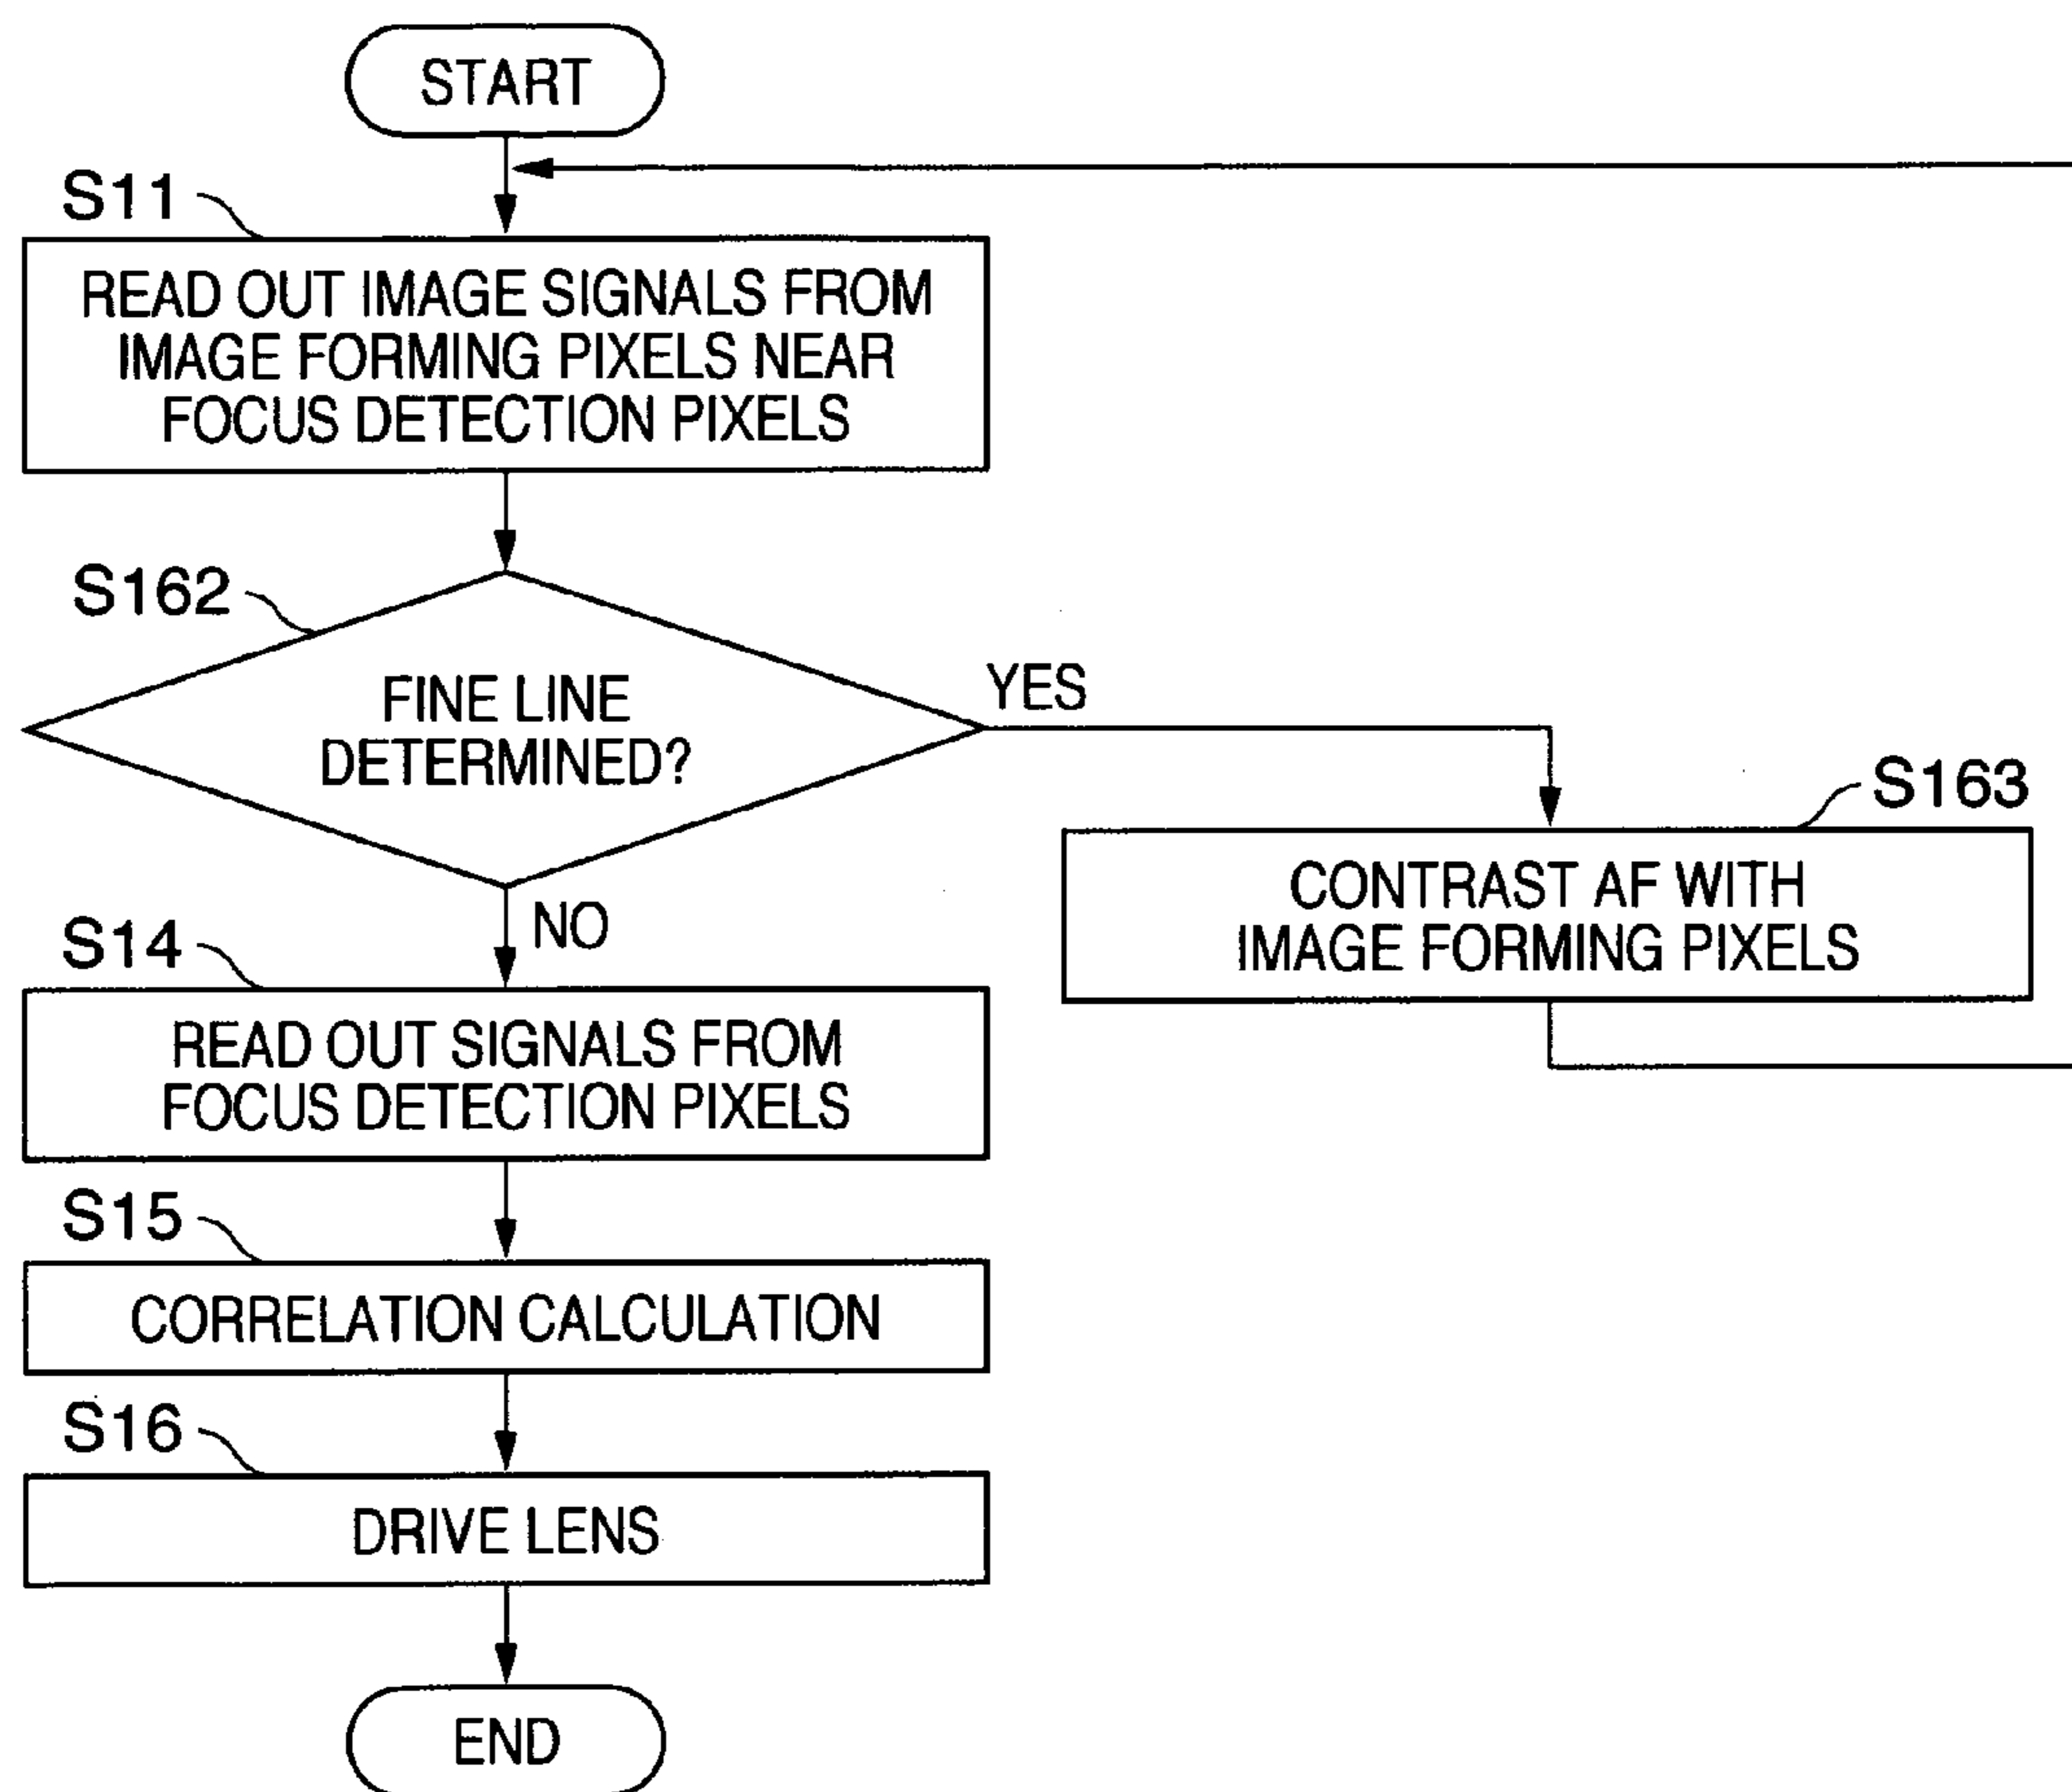 START
S11
READ OUT IMAGE SIGNALS FROM
IMAGE FORMING PIXELS NEAR
FOCUS DETECTION PIXELS
S162
FINE LINE
DETERMINED?
YES
S163
CONTRAST AF WITH
IMAGE FORMING PIXELS
NO
S14
READ OUT SIGNALS FROM
FOCUS DETECTION PIXELS
S15
CORRELATION CALCULATION
S16
DRIVE LENS
END